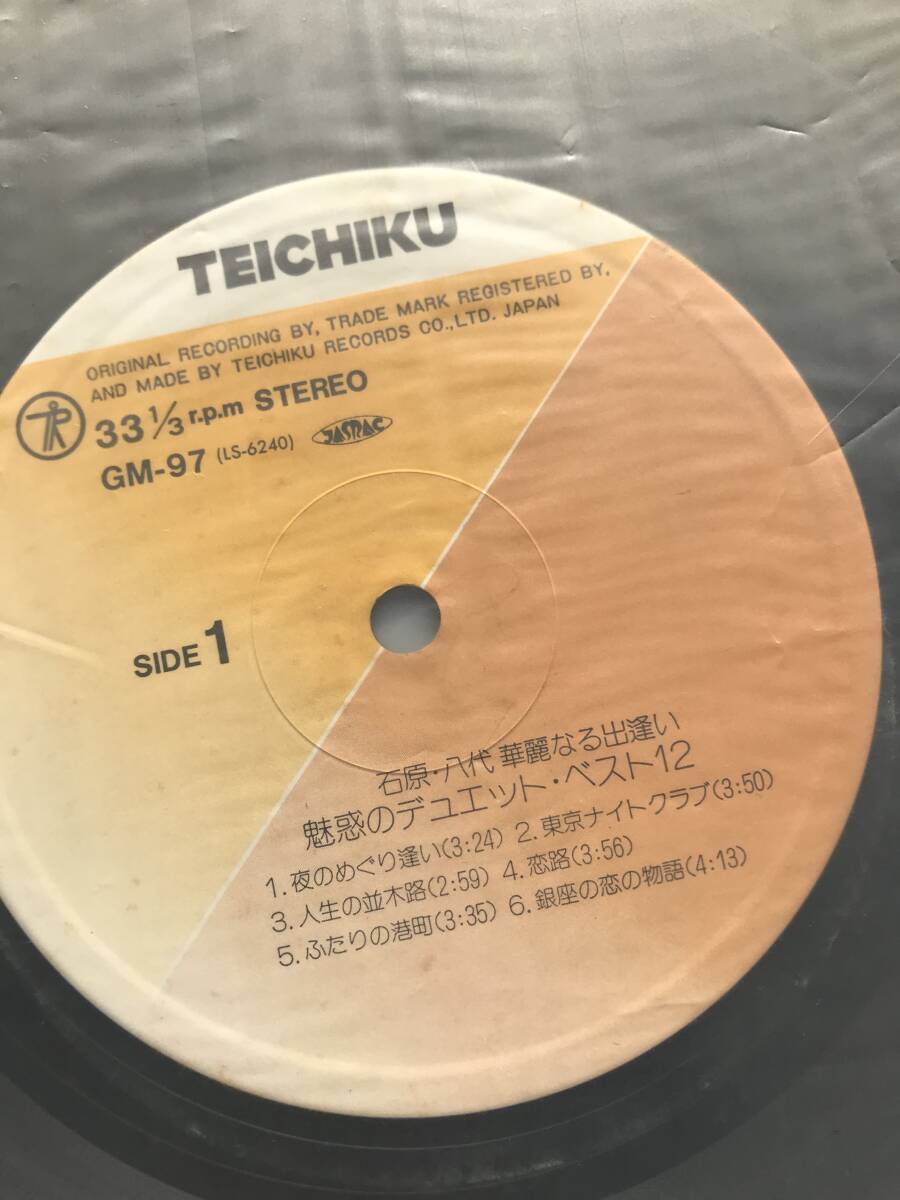 TEICHIKU
ORIGINAL RECORDING BY, TRADE MARK REGISTERED BY,
AND MADE BY TEICHIKU RECORDS CO.,LTD. JAPAN
33 1/3 r.p.m STEREO
GM-97 (LS-6240) JASRAC
SIDE 1
石原・八代 華麗なる出逢い
魅惑のデュエット・ベスト12
1. 夜のめぐり逢い(3:24) 2. 東京ナイトクラブ(3:50)
3. 人生の並木路(2:59) 4. 恋路(3:56)
5. ふたりの港町(3:35) 6. 銀座の恋の物語(4:13)